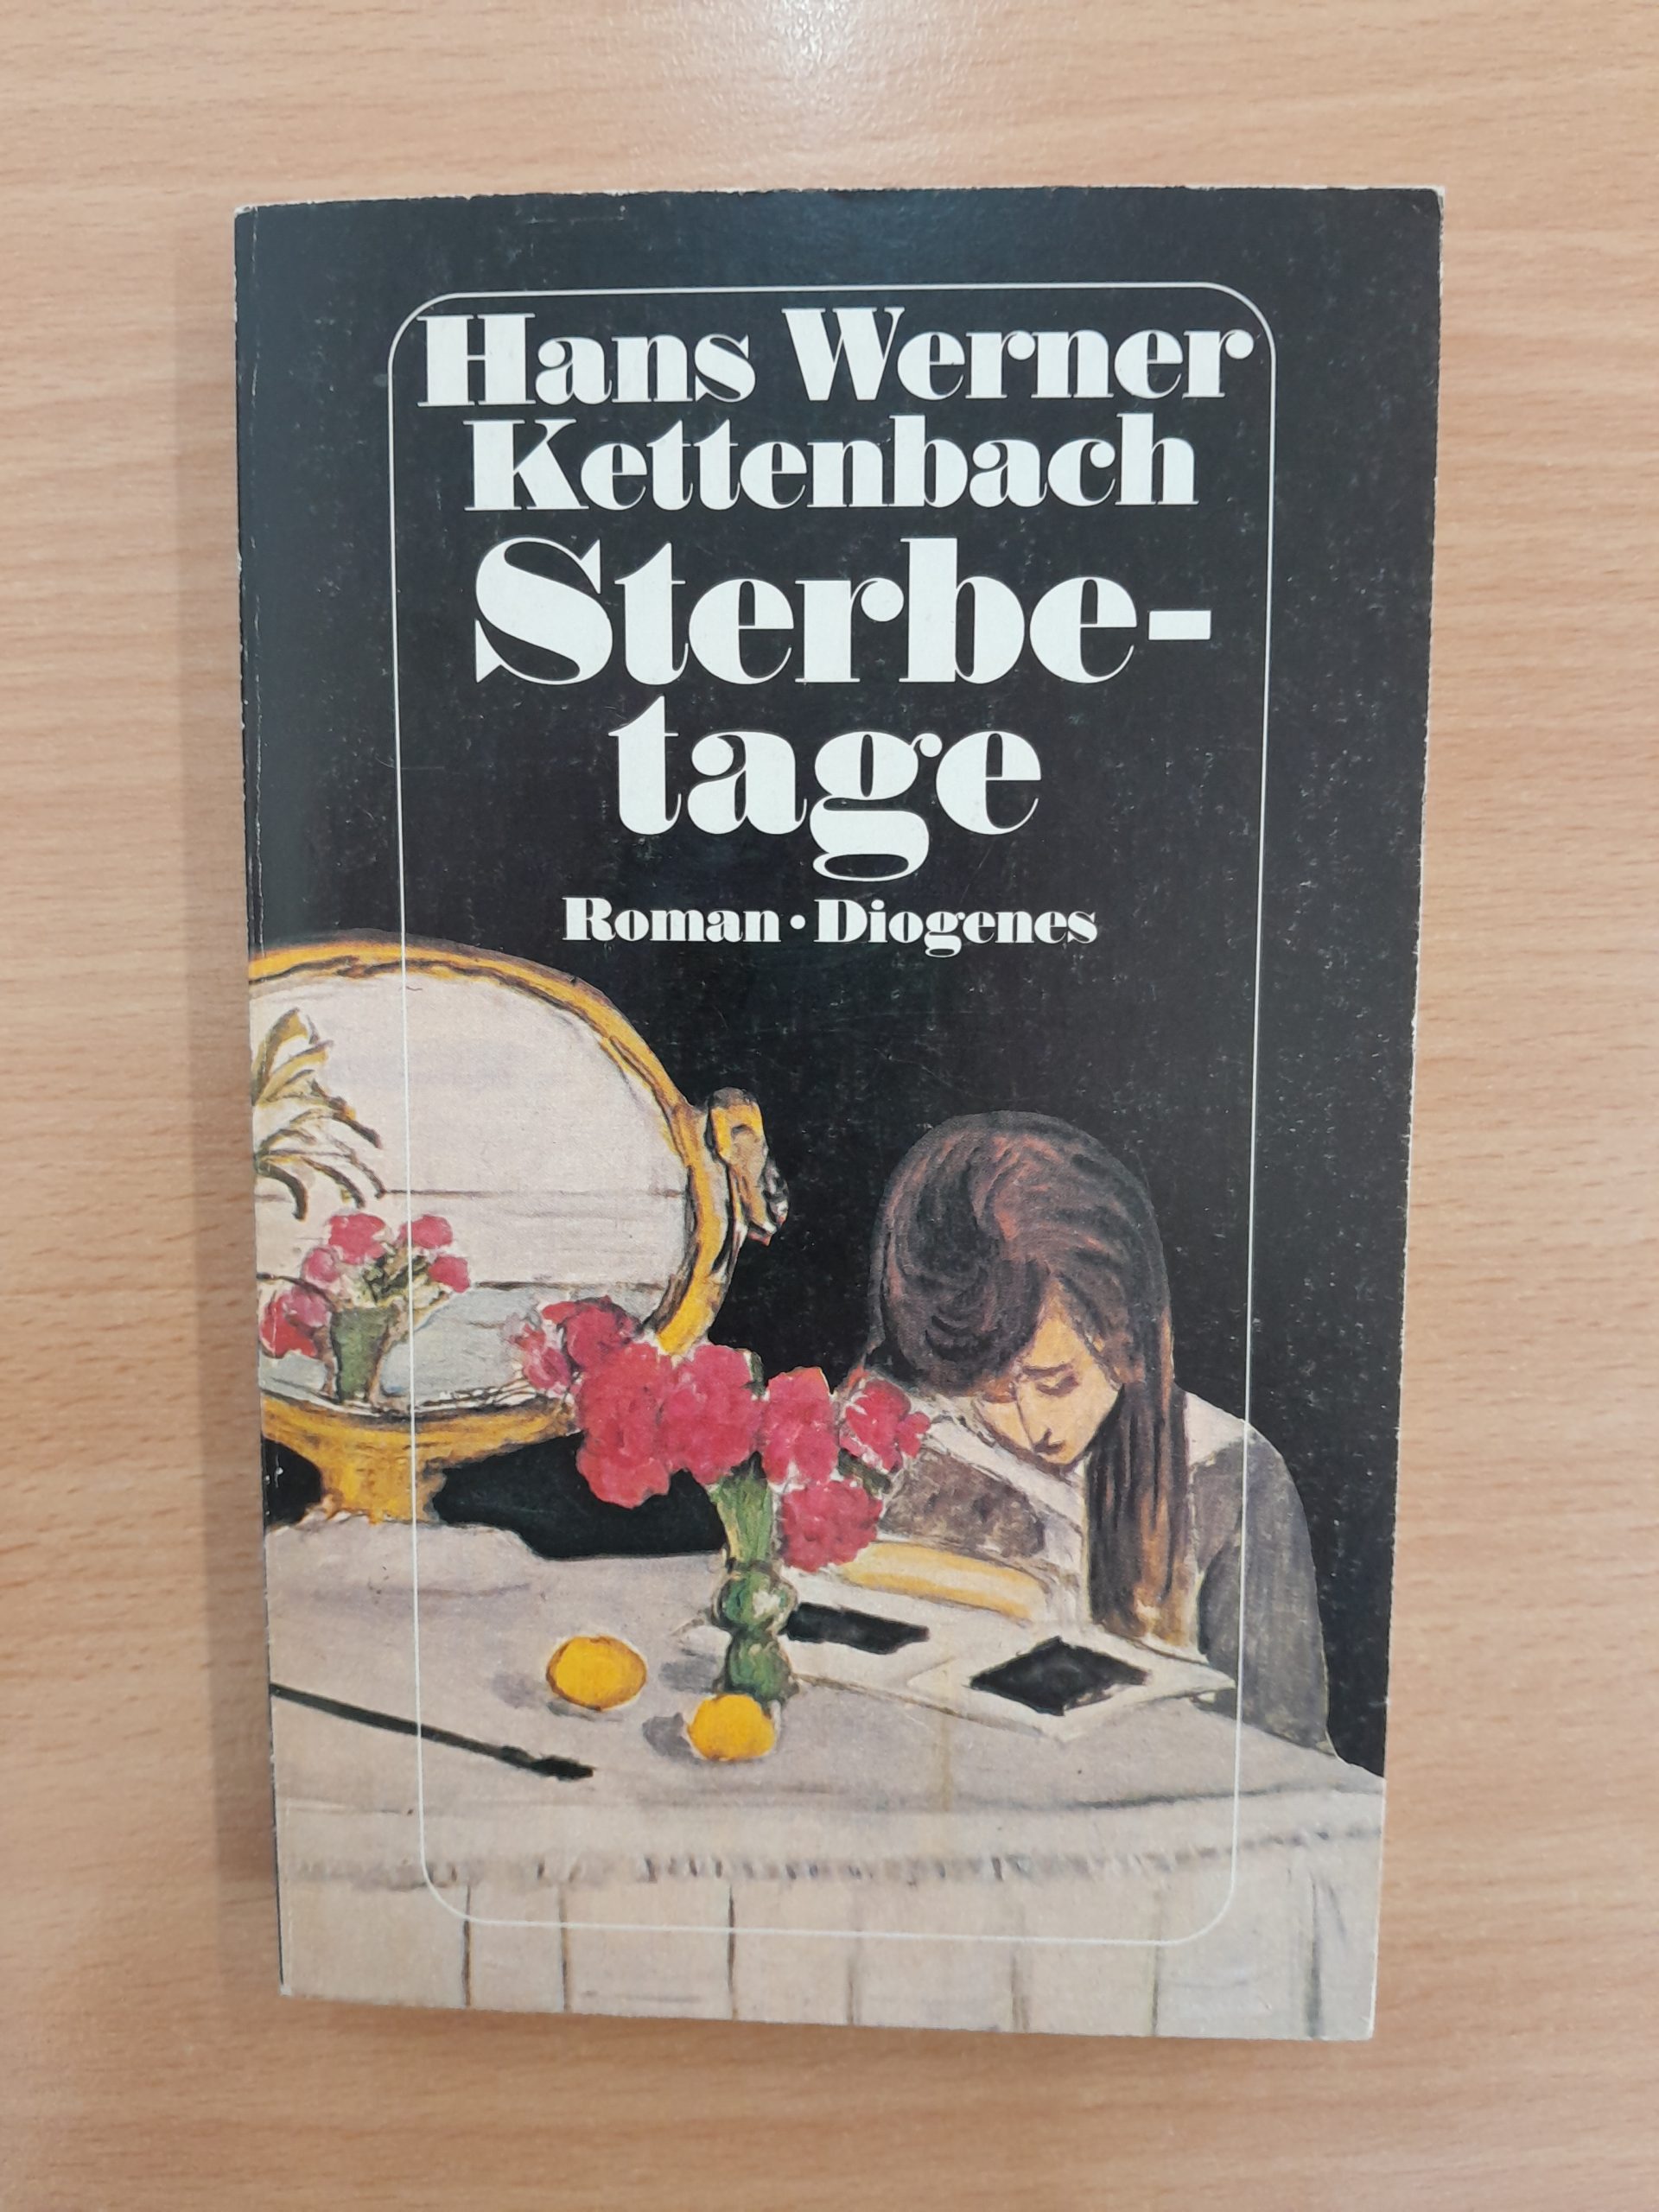 Hans Werner
Kettenbach
Sterbe-
tage
Roman · Diogenes